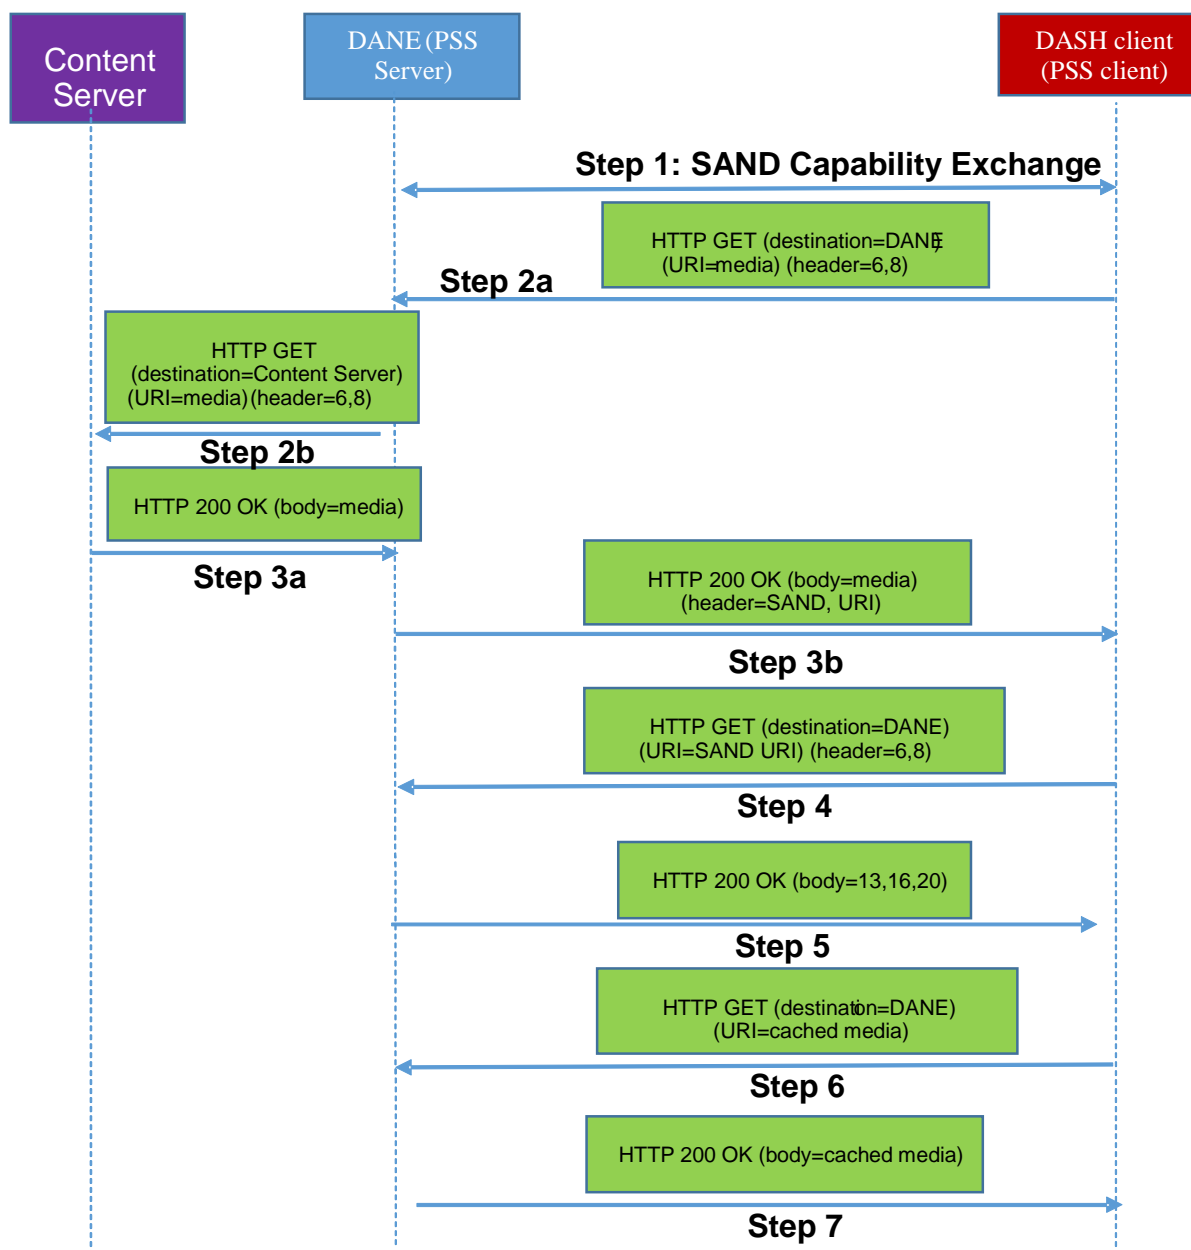 Content
Server
DANE (PSS
Server)
DASH client
(PSS client)
Step 1: SAND Capability Exchange
HTTP GET (destination=DANE)
(URI=media) (header=6,8)
Step 2a
HTTP GET
(destination=Content Server)
(URI=media) (header=6,8)
Step 2b
HTTP 200 OK (body=media)
Step 3a
HTTP 200 OK (body=media)
(header=SAND, URI)
Step 3b
HTTP GET (destination=DANE)
(URI=SAND URI) (header=6,8)
Step 4
HTTP 200 OK (body=13,16,20)
Step 5
HTTP GET (destination=DANE)
(URI=cached media)
Step 6
HTTP 200 OK (body=cached media)
Step 7